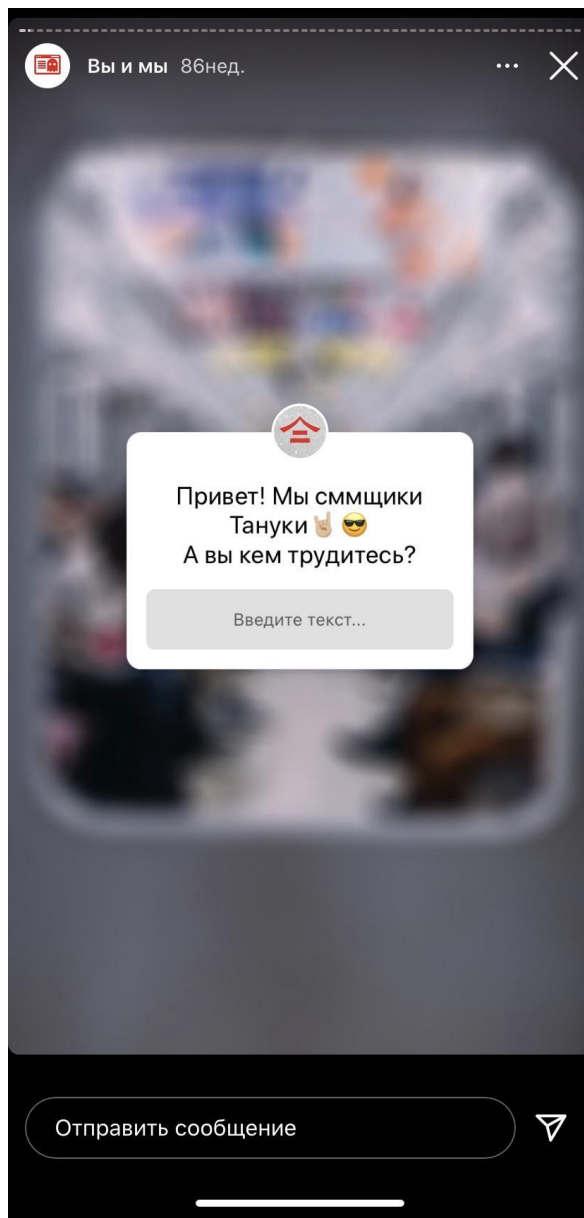 Вы и мы 86нед.
Привет! Мы сммщики
Тануки🤘🏼 😎
А вы кем трудитесь?
Введите текст...
Отправить сообщение